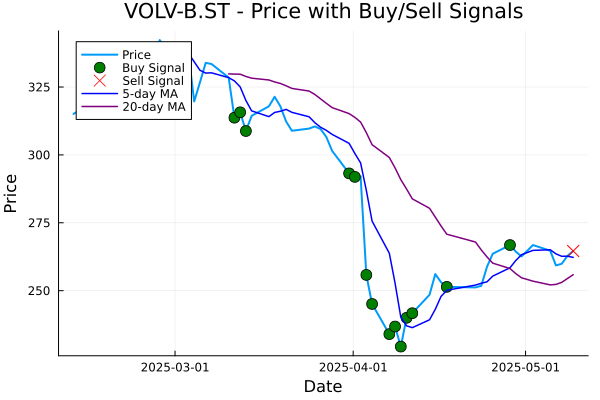 VOLV-B.ST - Price with Buy/Sell Signals
Price
Buy Signal
Sell Signal
5-day MA
20-day MA
325
300
275
250
Price
2025-03-01
2025-04-01
2025-05-01
Date